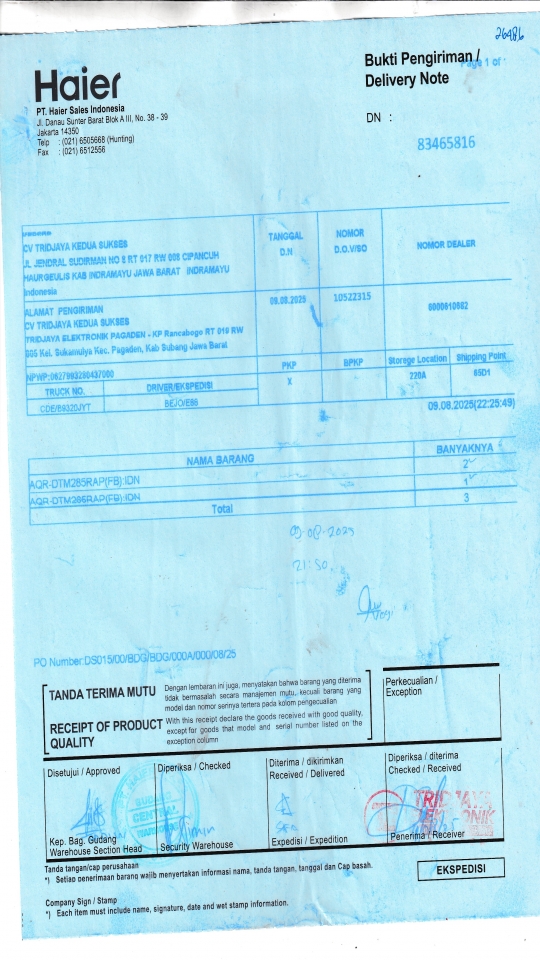 26486
Bukti Pengiriman /
Page 1 of
Delivery Note
Haier
PT. Haier Sales Indonesia
Jl. Danau Sunter Barat Blok A III, No. 38 - 39
Jakarta 14350
Telp : (021) 6505668 (Hunting)
Fax : (021) 6512556
DN :
83465816
CV TRIDJAYA KEDUA SUKSES
JL JENDRAL SUDIRMAN NO 8 RT 017 RW 008 CIPANCUH
HAURGEULIS KAB INDRAMAYU JAWA BARAT INDRAMAYU
Indonesia
TANGGAL
D.N
NOMOR
D.O.V/SO
NOMOR DEALER
09.08.2025
10522315
6000910662
ALAMAT PENGIRIMAN
CV TRIDJAYA KEDUA SUKSES
TRIDJAYA ELEKTRONIK PAGADEN - KP Rancabogo RT 019 RW
005 Kel. Sukamulya Kec. Pagaden, Kab Subang Jawa Barat
NPWP:0627993280437000
PKP
BPKP
Storege Location
Shipping Point
X
220A
85D1
TRUCK NO.
DRIVER/EKSPEDISI
CDE/B9320JYT
BEJO/E86
09.08.2025(22:25:49)
NAMA BARANG
BANYAKNYA
AQR-DTM265RAP(FB):IDN
2
AQR-DTM286RAP(FB):IDN
1
Total
3
09-08-2025
21:50
PO Number:DS015/00/BDG/BDG/000A/000/08/25
TANDA TERIMA MUTU
Dengan lembaran ini juga, menyatakan bahwa barang yang diterima
tidak bermasalah secara manajemen mutu, kecuali barang yang
model dan nomor serinya tertera pada kolom pengecualian
RECEIPT OF PRODUCT
QUALITY
With this receipt declare the goods received with good quality,
except for goods that model and serial number listed on the
exception column
Perkecualian /
Exception
Disetujui / Approved
Diperiksa / Checked
Diterima / dikirimkan
Received / Delivered
Diperiksa / diterima
Checked / Received
CENTRAL
TRIDJAYA
Kep. Bag. Gudang
Warehouse Section Head
Security Warehouse
Expedisi / Expedition
Penerima / Receiver
Tanda tangan/cap perusahaan
*) Setiap penerimaan barang wajib menyertakan informasi nama, tanda tangan, tanggal dan Cap basah.
EKSPEDISI
Company Sign / Stamp
*) Each item must include name, signature, date and wet stamp information.